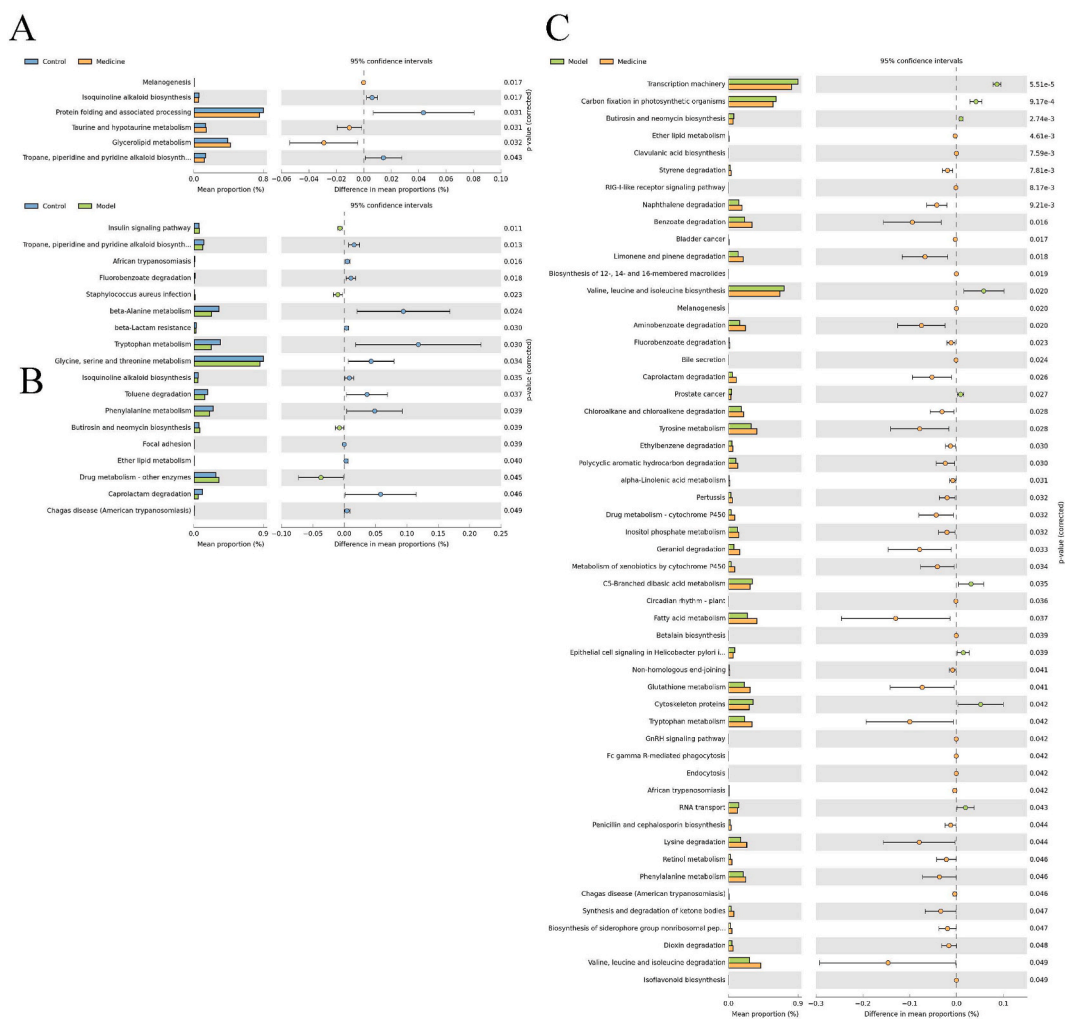 A
Control
Medicine
95% confidence intervals
Melanogenesis
0.017
Isoquinoline alkaloid biosynthesis
0.017
Protein folding and associated processing
0.031
Taurine and hypotaurine metabolism
0.031
Glycerolipid metabolism
0.032
Tropane, piperidine and pyridine alkaloid biosynth...
0.043
p-value (corrected)
0.0 0.8
Mean proportion (%)
−0.06 −0.04 −0.02 0.00 0.02 0.04 0.06 0.08 0.10
Difference in mean proportions (%)
B
Control
Model
95% confidence intervals
Insulin signaling pathway
0.011
Tropane, piperidine and pyridine alkaloid biosynth...
0.013
African trypanosomiasis
0.016
Fluorobenzoate degradation
0.018
Staphylococcus aureus infection
0.023
beta-Alanine metabolism
0.024
beta-Lactam resistance
0.030
Tryptophan metabolism
0.030
Glycine, serine and threonine metabolism
0.034
Isoquinoline alkaloid biosynthesis
0.035
Toluene degradation
0.037
Phenylalanine metabolism
0.039
Butirosin and neomycin biosynthesis
0.039
Focal adhesion
0.039
Ether lipid metabolism
0.040
Drug metabolism - other enzymes
0.045
Caprolactam degradation
0.046
Chagas disease (American trypanosomiasis)
0.049
p-value (corrected)
0.0 0.9
Mean proportion (%)
−0.10 −0.05 0.00 0.05 0.10 0.15 0.20 0.25
Difference in mean proportions (%)
C
Model
Medicine
95% confidence intervals
Transcription machinery
5.51e-5
Carbon fixation in photosynthetic organisms
9.17e-4
Butirosin and neomycin biosynthesis
2.74e-3
Ether lipid metabolism
4.61e-3
Clavulanic acid biosynthesis
7.59e-3
Styrene degradation
7.81e-3
RIG-I-like receptor signaling pathway
8.17e-3
Naphthalene degradation
9.21e-3
Benzoate degradation
0.016
Bladder cancer
0.017
Limonene and pinene degradation
0.018
Biosynthesis of 12-, 14- and 16-membered macrolides
0.019
Valine, leucine and isoleucine biosynthesis
0.020
Melanogenesis
0.020
Aminobenzoate degradation
0.020
Fluorobenzoate degradation
0.023
Bile secretion
0.024
Caprolactam degradation
0.026
Prostate cancer
0.027
Chloroalkane and chloroalkene degradation
0.028
Tyrosine metabolism
0.028
Ethylbenzene degradation
0.030
Polycyclic aromatic hydrocarbon degradation
0.030
alpha-Linolenic acid metabolism
0.031
Pertussis
0.032
Drug metabolism - cytochrome P450
0.032
Inositol phosphate metabolism
0.032
Geraniol degradation
0.033
Metabolism of xenobiotics by cytochrome P450
0.034
C5-Branched dibasic acid metabolism
0.035
Circadian rhythm - plant
0.036
Fatty acid metabolism
0.037
Betalain biosynthesis
0.039
Epithelial cell signaling in Helicobacter pylori i...
0.039
Non-homologous end-joining
0.041
Glutathione metabolism
0.041
Cytoskeleton proteins
0.042
Tryptophan metabolism
0.042
GnRH signaling pathway
0.042
Fc gamma R-mediated phagocytosis
0.042
Endocytosis
0.042
African trypanosomiasis
0.042
RNA transport
0.043
Penicillin and cephalosporin biosynthesis
0.044
Lysine degradation
0.044
Retinol metabolism
0.046
Phenylalanine metabolism
0.046
Chagas disease (American trypanosomiasis)
0.046
Synthesis and degradation of ketone bodies
0.047
Biosynthesis of siderophore group nonribosomal pep...
0.047
Dioxin degradation
0.048
Valine, leucine and isoleucine degradation
0.049
Isoflavonoid biosynthesis
0.049
p-value (corrected)
0.0 0.9
Mean proportion (%)
−0.3 −0.2 −0.1 0.0 0.1
Difference in mean proportions (%)